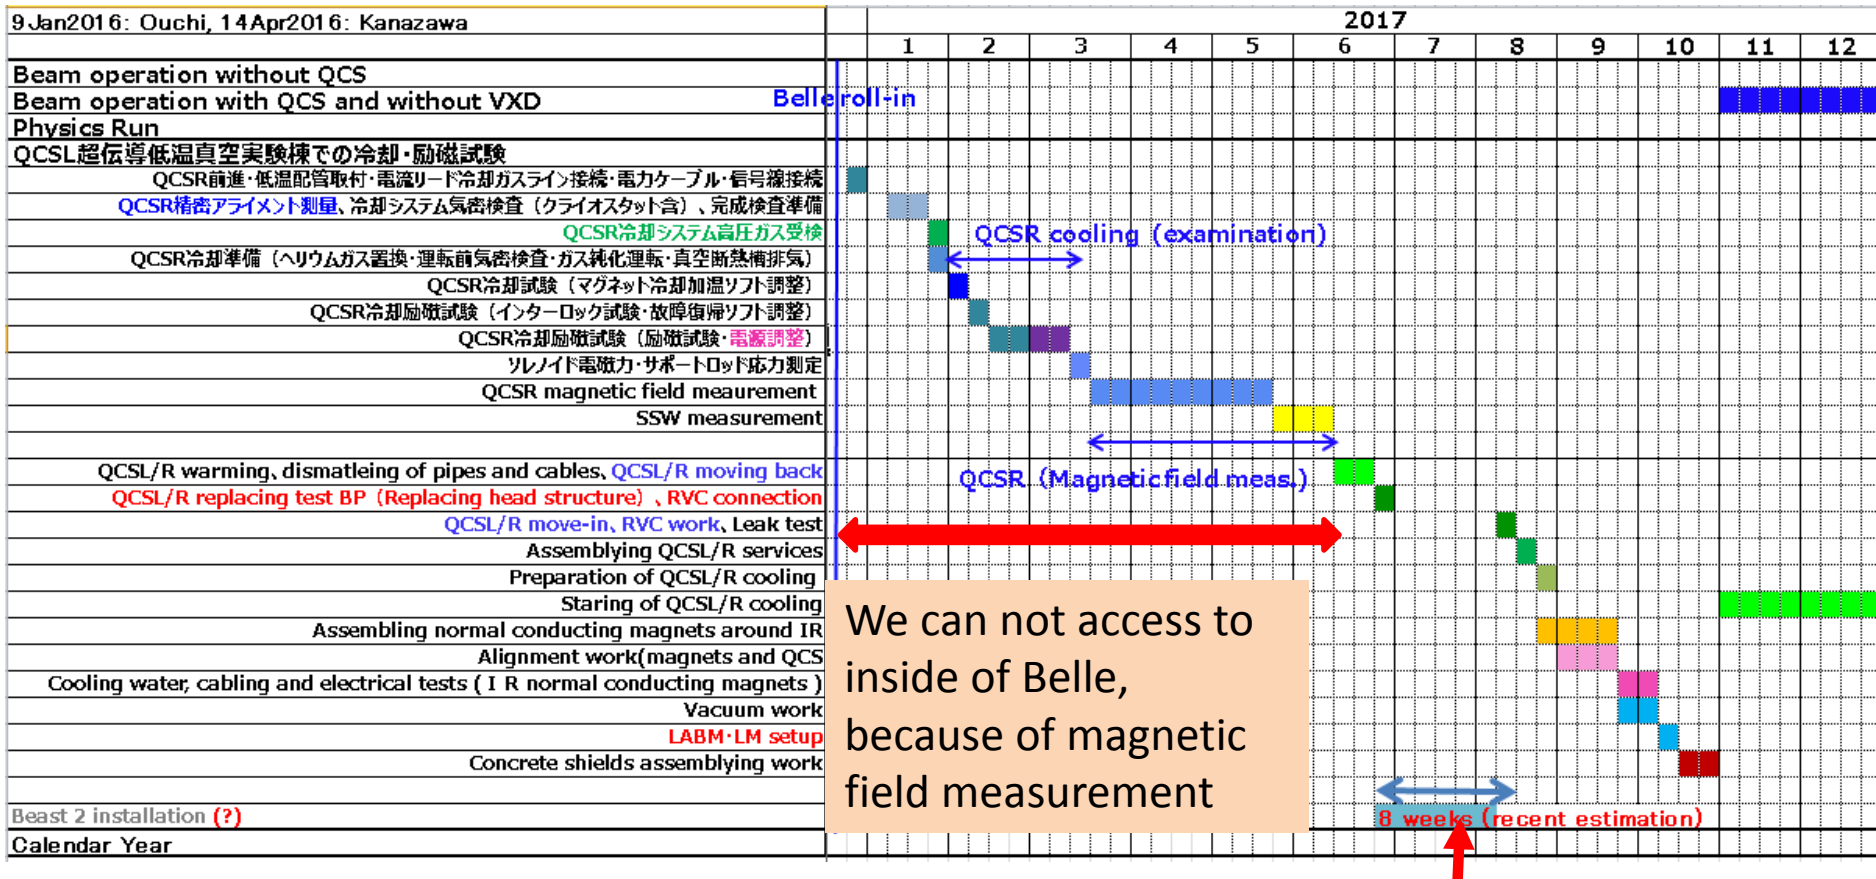 9Jan2016: Ouchi, 14Apr2016: Kanazawa
2017
1 2 3 4 5 6 7 8 9 10 11 12
Beam operation without QCS
Beam operation with QCS and without VXD
Belle roll-in
Physics Run
QCSL超伝導低温真空実験棟での冷却・励磁試験
QCSR前進・低温配管取付・電流リード冷却ガスライン接続・電力ケーブル・信号線接続
QCSR精密アライメント測量、冷却システム気密検査（クライオスタット含）、完成検査準備
QCSR冷却システム高圧ガス受検
QCSR cooling (examination)
QCSR冷却準備（ヘリウムガス置換・運転前気密検査・ガス純化運転・真空断熱槽排気）
QCSR冷却試験（マグネット冷却加温ソフト調整）
QCSR冷却励磁試験（インターロック試験・故障復帰ソフト調整）
QCSR冷却励磁試験（励磁試験・電源調整）
ソレノイド電磁力・サポートロッド応力測定
QCSR magnetic field meaurement
SSW measurement
QCSL/R warming、dismatleing of pipes and cables、QCSL/R moving back
QCSR (Magnetic field meas.)
QCSL/R replacing test BP (Replacing head structure) 、RVC connection
QCSL/R move-in、RVC work、Leak test
Assemblying QCSL/R services
Preparation of QCSL/R cooling
Staring of QCSL/R cooling
Assembling normal conducting magnets around IR
Alignment work(magnets and QCS
Cooling water, cabling and electrical tests ( I R normal conducting magnets )
Vacuum work
LABM・LM setup
Concrete shields assemblying work
We can not access to
inside of Belle,
because of magnetic
field measurement
Beast 2 installation (?)
8 weeks (recent estimation)
Calendar Year